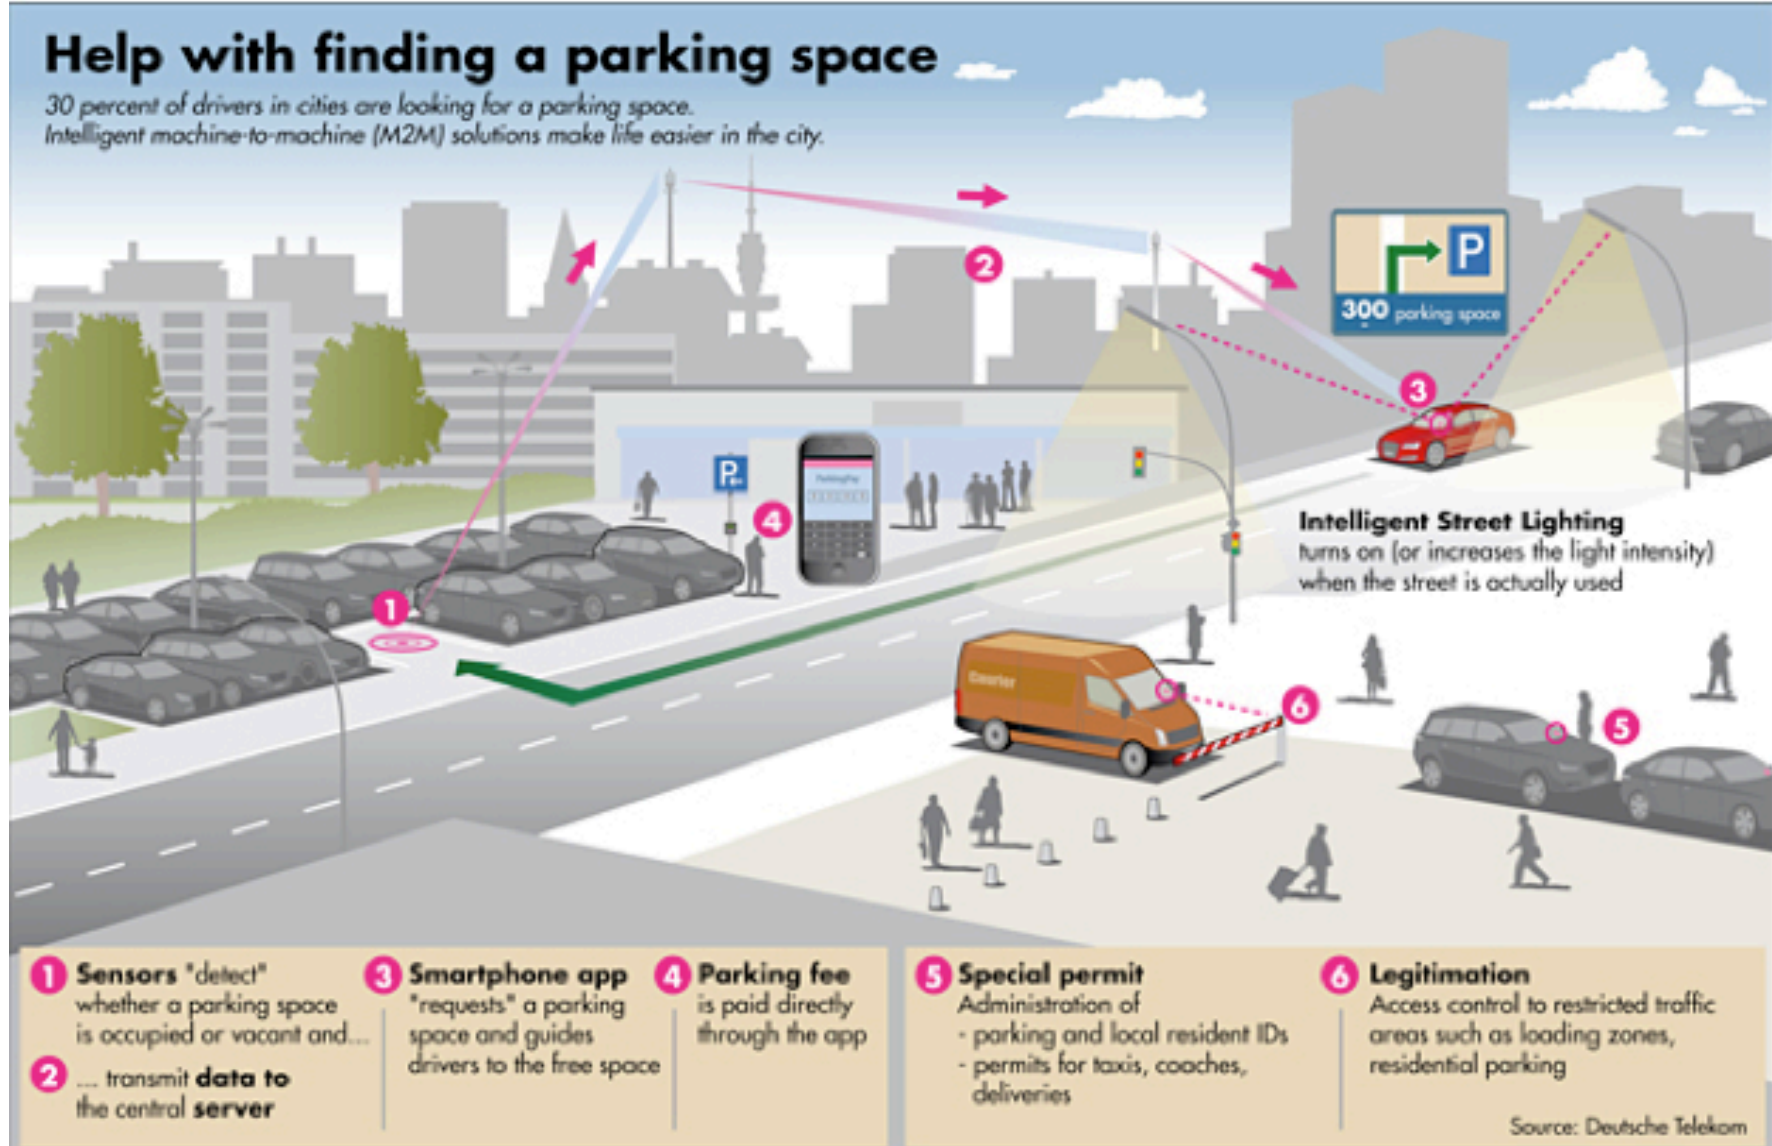 Help with finding a parking space
30 percent of drivers in cities are looking for a parking space.
Intelligent machine-to-machine (M2M) solutions make life easier in the city.
2
P
300 parking space
3
P
ParkingPay
4
Intelligent Street Lighting
turns on (or increases the light intensity)
when the street is actually used
1
Courier
6
5
1 Sensors "detect"
whether a parking space
is occupied or vacant and...
2 ... transmit data to
the central server
3 Smartphone app
"requests" a parking
space and guides
drivers to the free space
4 Parking fee
is paid directly
through the app
5 Special permit
Administration of
- parking and local resident IDs
- permits for taxis, coaches,
deliveries
6 Legitimation
Access control to restricted traffic
areas such as loading zones,
residential parking
Source: Deutsche Telekom